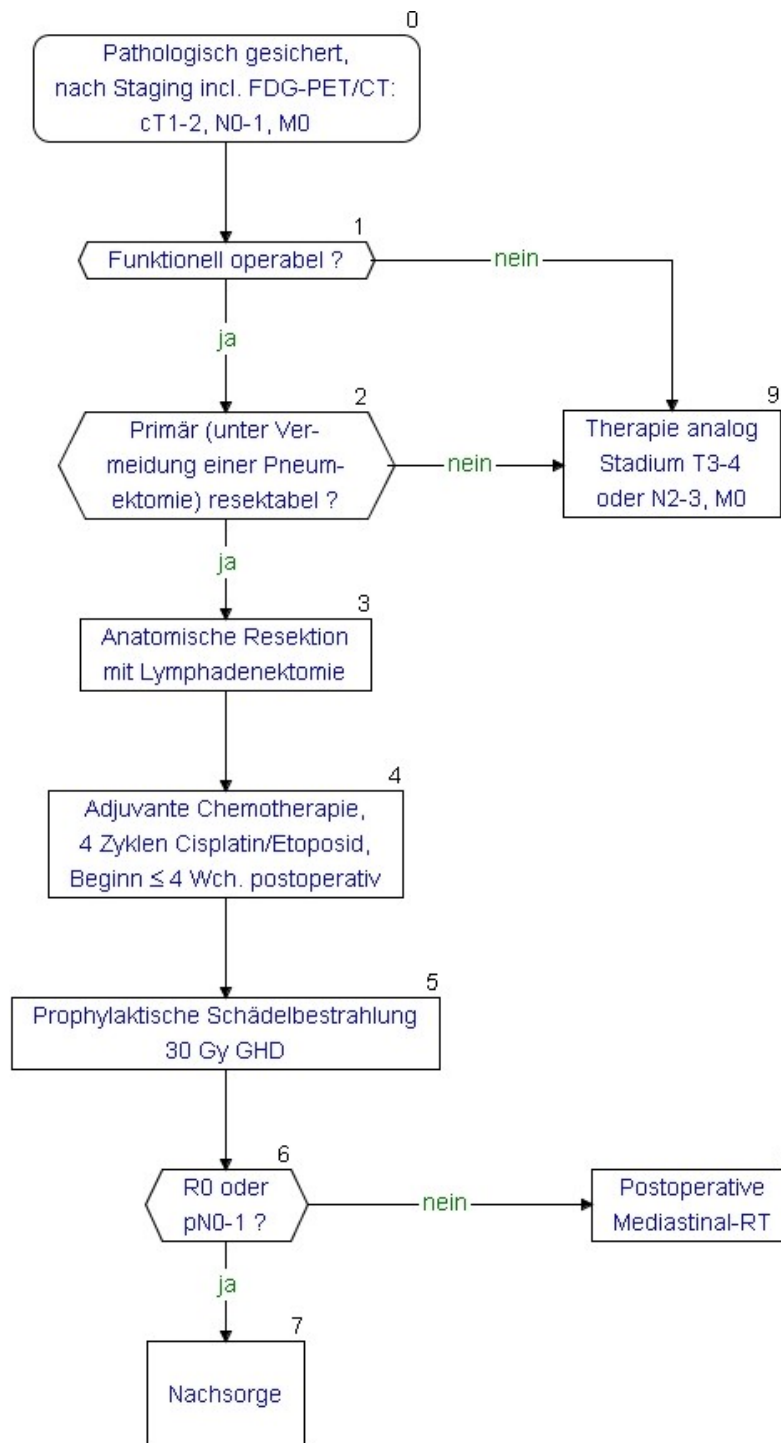 0
Pathologisch gesichert,
nach Staging incl. FDG-PET/CT:
cT1-2, N0-1, M0
1
Funktionell operabel ?
nein
ja
2
Primär (unter Ver-
meidung einer Pneum-
ektomie) resektabel ?
nein
9
Therapie analog
Stadium T3-4
oder N2-3, M0
ja
3
Anatomische Resektion
mit Lymphadenektomie
4
Adjuvante Chemotherapie,
4 Zyklen Cisplatin/Etoposid,
Beginn ≤ 4 Wch. postoperativ
5
Prophylaktische Schädelbestrahlung
30 Gy GHD
6
R0 oder
pN0-1 ?
nein
Postoperative
Mediastinal-RT
ja
7
Nachsorge